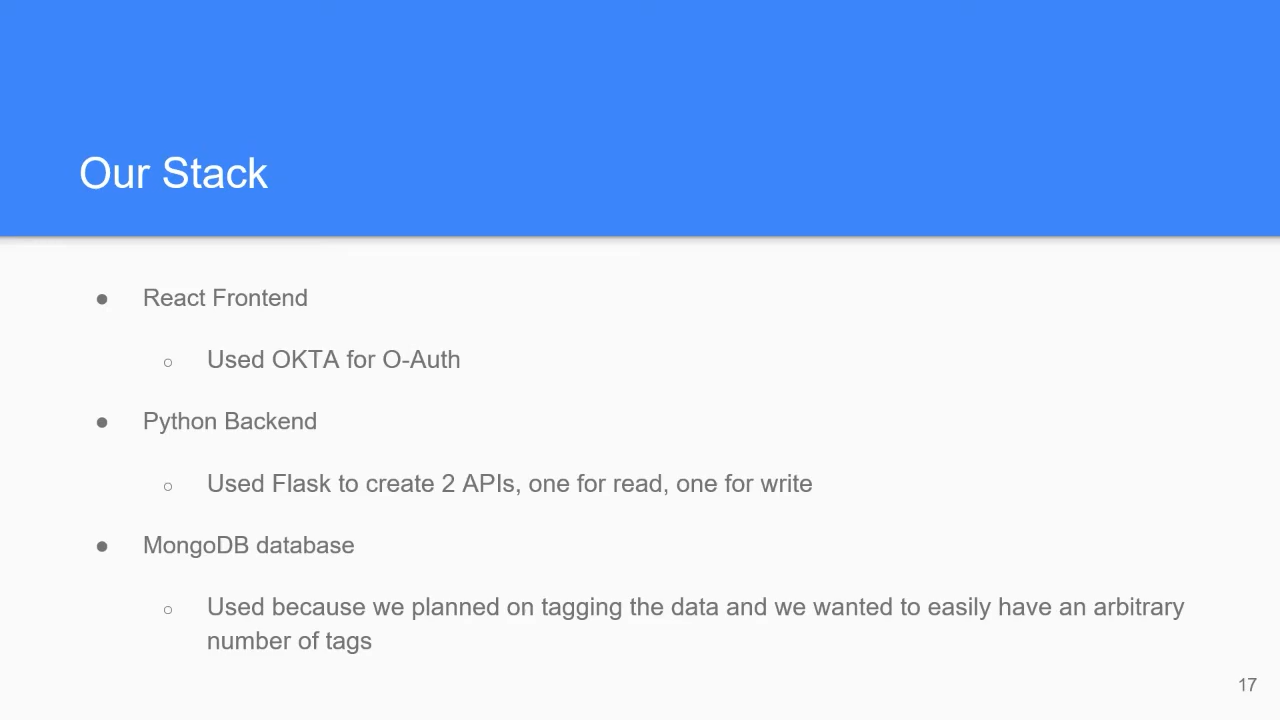 Our Stack
● React Frontend
○ Used OKTA for O-Auth
● Python Backend
○ Used Flask to create 2 APIs, one for read, one for write
● MongoDB database
○ Used because we planned on tagging the data and we wanted to easily have an arbitrary
number of tags
17